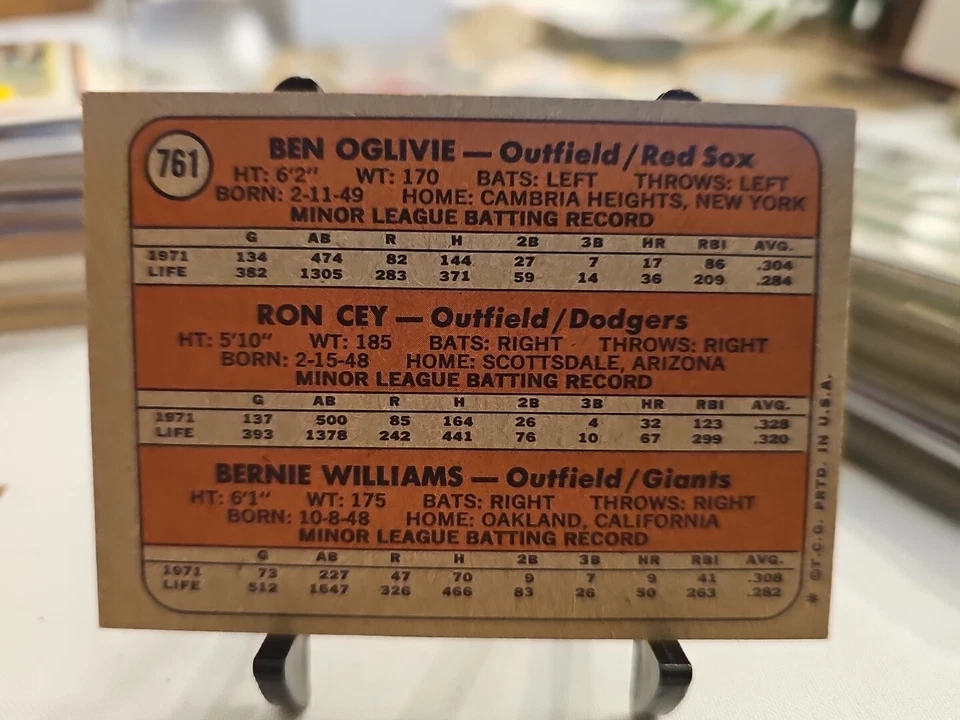 761
BEN OGLIVIE — Outfield/Red Sox
HT: 6'2" WT: 170 BATS: LEFT THROWS: LEFT
BORN: 2-11-49 HOME: CAMBRIA HEIGHTS, NEW YORK
MINOR LEAGUE BATTING RECORD
G AB R H 2B 3B HR RBI AVG.
1971 134 474 82 144 27 7 17 86 .304
LIFE 382 1305 283 371 59 14 36 209 .284
RON CEY — Outfield/Dodgers
HT: 5'10" WT: 185 BATS: RIGHT THROWS: RIGHT
BORN: 2-15-48 HOME: SCOTTSDALE, ARIZONA
MINOR LEAGUE BATTING RECORD
G AB R H 2B 3B HR RBI AVG.
1971 137 500 85 164 26 4 32 123 .328
LIFE 393 1378 242 441 76 10 67 299 .320
BERNIE WILLIAMS — Outfield/Giants
HT: 6'1" WT: 175 BATS: RIGHT THROWS: RIGHT
BORN: 10-8-48 HOME: OAKLAND, CALIFORNIA
MINOR LEAGUE BATTING RECORD
G AB R H 2B 3B HR RBI AVG.
1971 73 227 47 70 9 7 9 41 .308
LIFE 512 1647 326 466 83 26 50 263 .282
* ©T.C.G. PRTD. IN U.S.A.